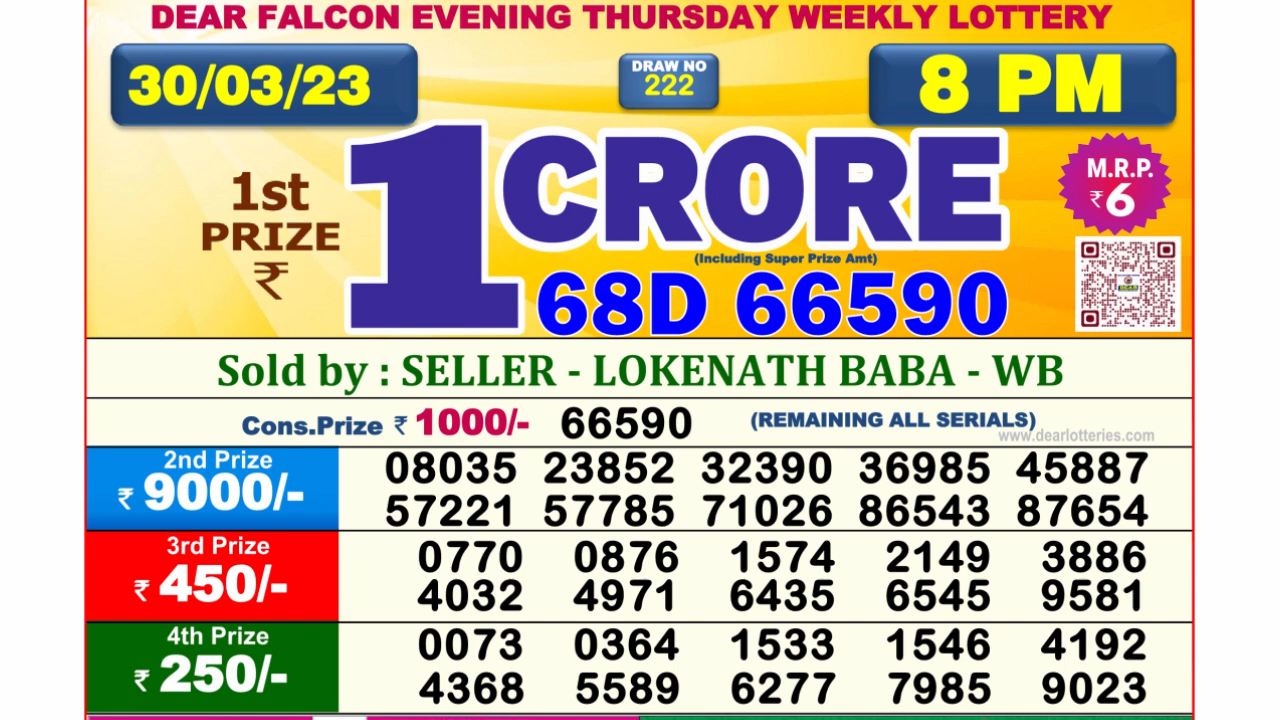 DEAR FALCON EVENING THURSDAY WEEKLY LOTTERY
30/03/23
DRAW NO
222
8 PM
1st
PRIZE
₹
1 CRORE
(Including Super Prize Amt)
M.R.P.
₹ 6
68D 66590
Sold by : SELLER - LOKENATH BABA - WB
Cons.Prize ₹ 1000/- 66590 (REMAINING ALL SERIALS)
www.dearlotteries.com
2nd Prize
₹ 9000/-
08035 23852 32390 36985 45887
57221 57785 71026 86543 87654
3rd Prize
₹ 450/-
0770 0876 1574 2149 3886
4032 4971 6435 6545 9581
4th Prize
₹ 250/-
0073 0364 1533 1546 4192
4368 5589 6277 7985 9023